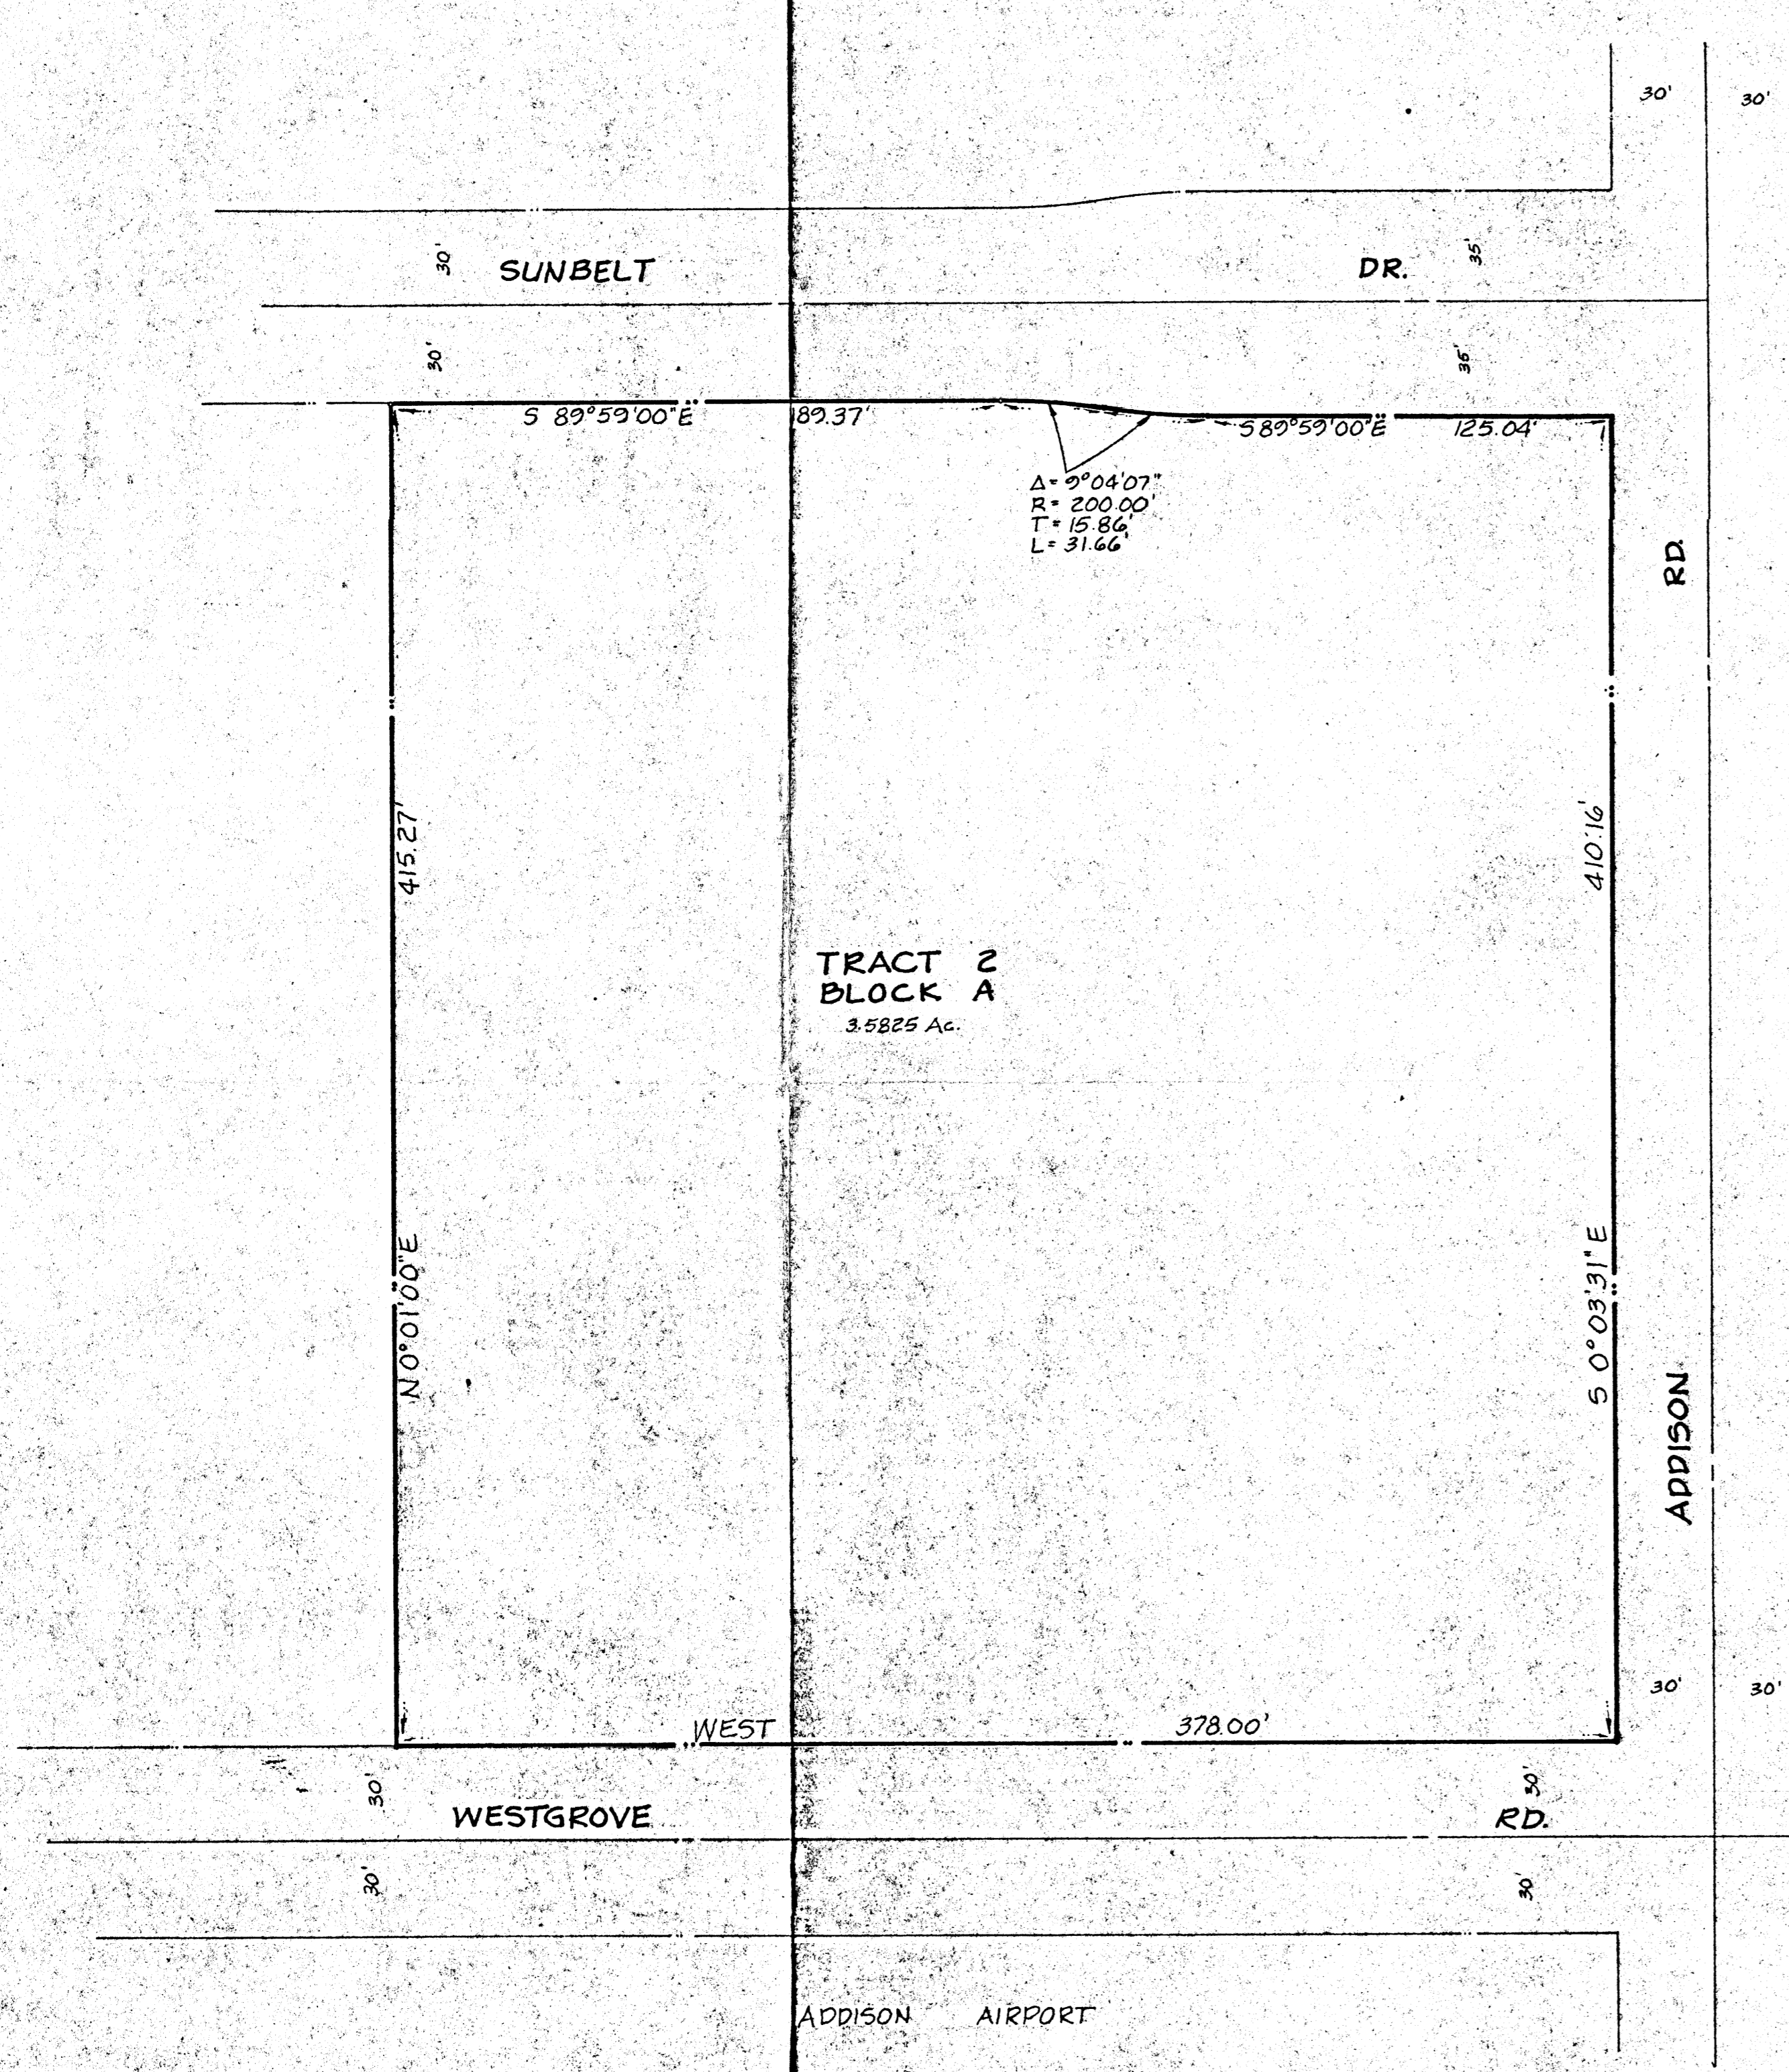 30' 30'
SUNBELT DR.
30' 35'
30' 35'
S 89°59'00"E 189.37'
S 89°59'00"E 125.04'
Δ= 9°04'07"
R= 200.00'
T= 15.86'
L= 31.66'
RD.
415.27'
410.16'
TRACT 2
BLOCK A
3.5825 Ac.
N 0°01'00"E
S 0°03'31"E
ADDISON
30' 30'
WEST 378.00'
30' 30'
WESTGROVE RD.
30' 30'
ADDISON AIRPORT